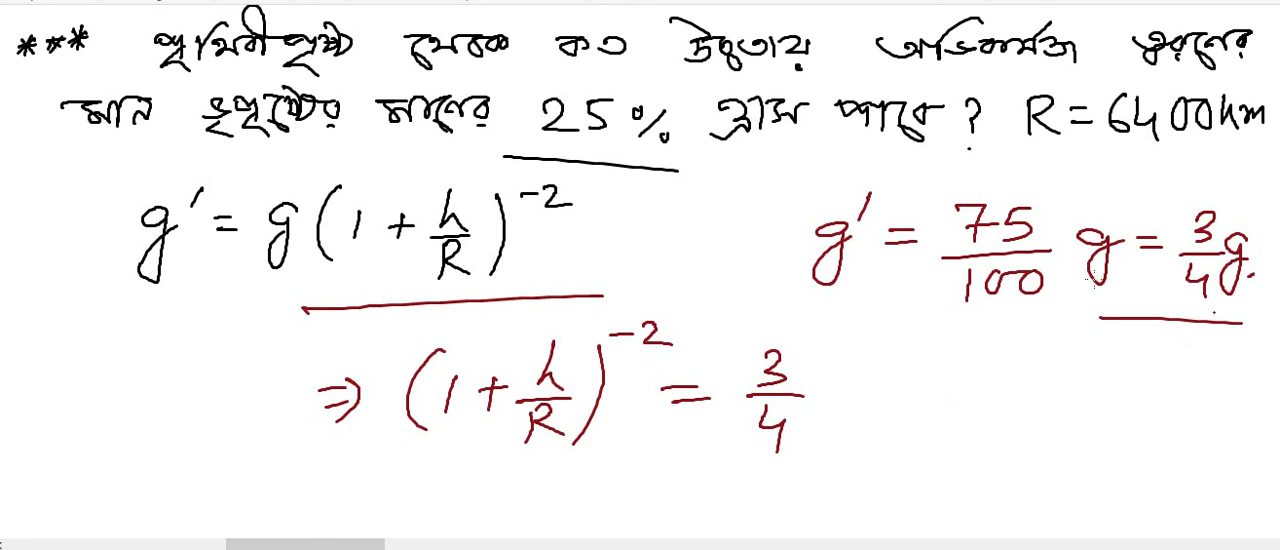 *** পৃথিবীপৃষ্ঠ থেকে কত উচ্চতায় অভিকর্ষজ ত্বরণের
মান ভূপৃষ্ঠের মানের 25% হ্রাস পাবে? R = 6400km
g' = g(1 + h/R)^-2 g' = 75/100 g = 3/4 g.
⇒ (1 + h/R)^-2 = 3/4